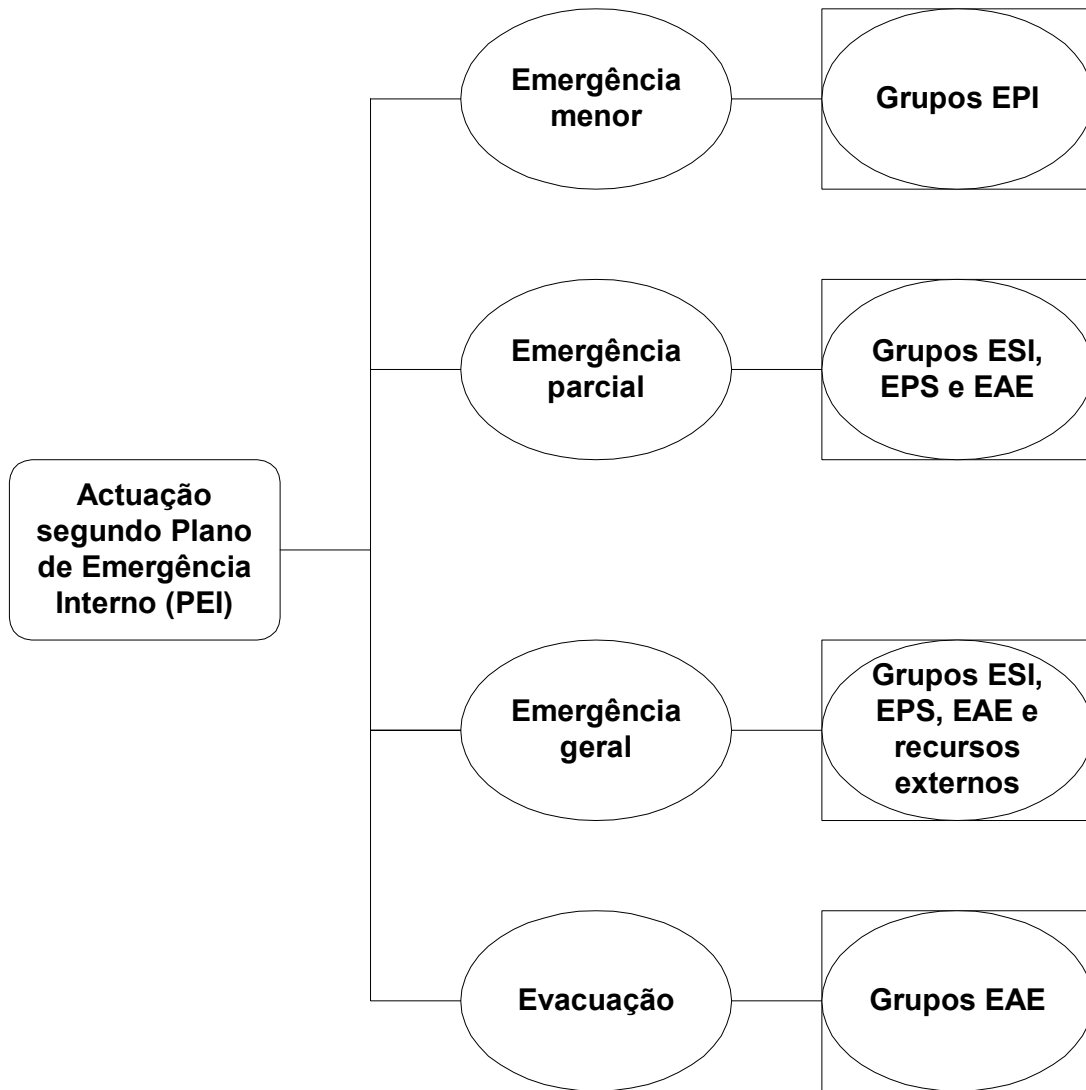 Emergência
menor
Grupos EPI
Emergência
parcial
Grupos ESI,
EPS e EAE
Actuação
segundo Plano
de Emergência
Interno (PEI)
Emergência
geral
Grupos ESI,
EPS, EAE e
recursos
externos
Evacuação
Grupos EAE